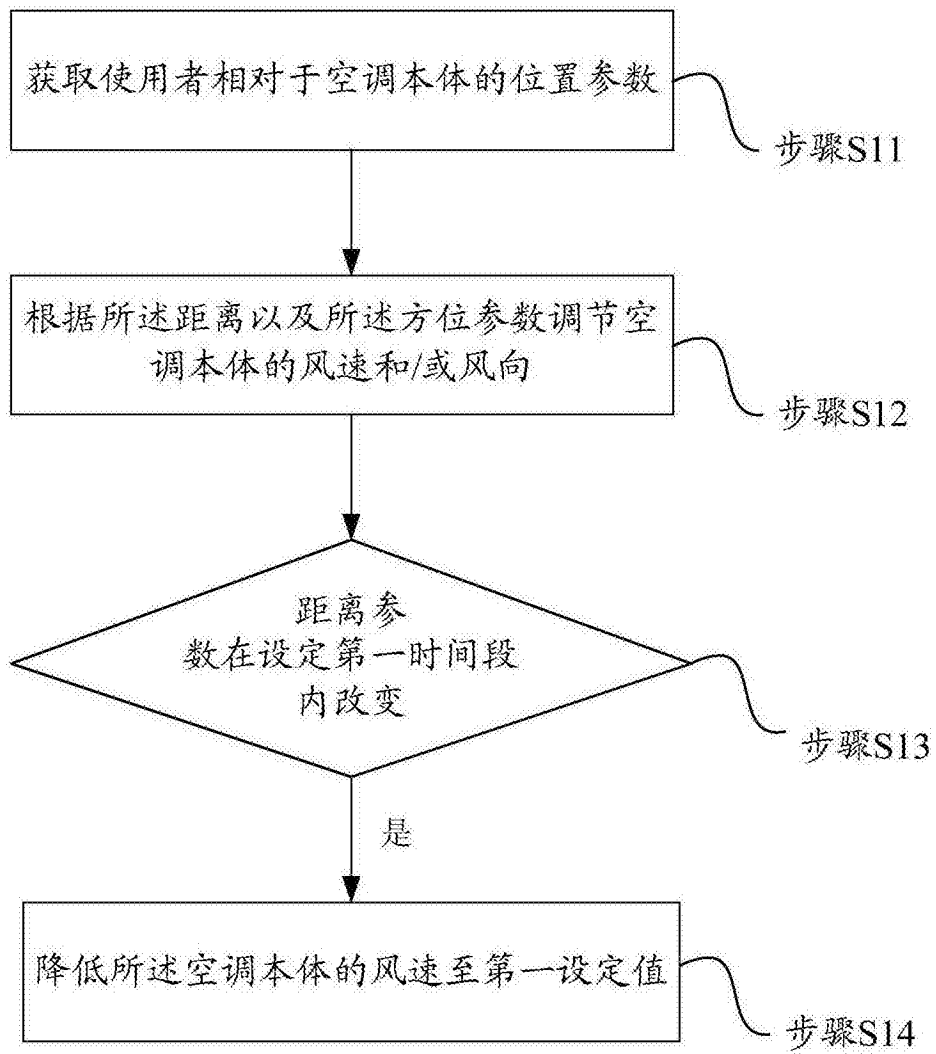 获取使用者相对于空调本体的位置参数
步骤S11
根据所述距离以及所述方位参数调节空
调本体的风速和/或风向
步骤S12
距离参
数在设定第一时间段
内改变
步骤S13
是
降低所述空调本体的风速至第一设定值
步骤S14